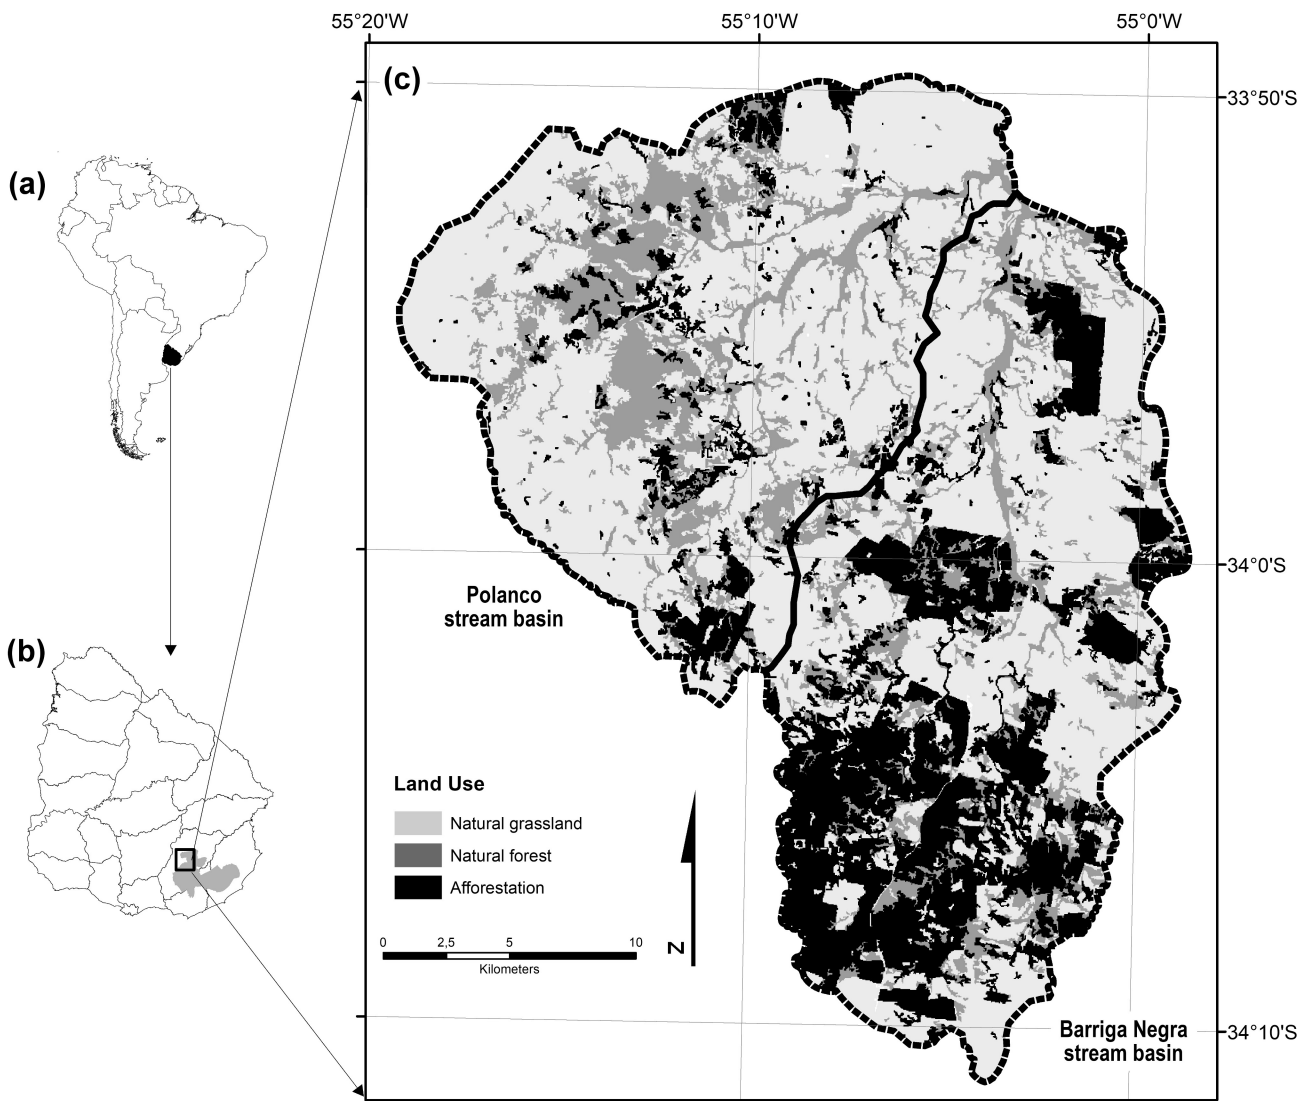 55°20'W
55°10'W
55°0'W
(c)
33°50'S
(a)
34°0'S
Polanco
stream basin
(b)
Land Use
Natural grassland
Natural forest
Afforestation
0 2,5 5 10
Kilometers
N
34°10'S
Barriga Negra
stream basin